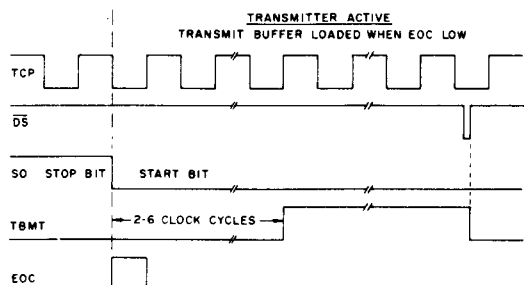 TRANSMITTER ACTIVE
TRANSMIT BUFFER LOADED WHEN EOC LOW
TCP
DS
SO STOP BIT START BIT
2-6 CLOCK CYCLES
TBMT
EOC